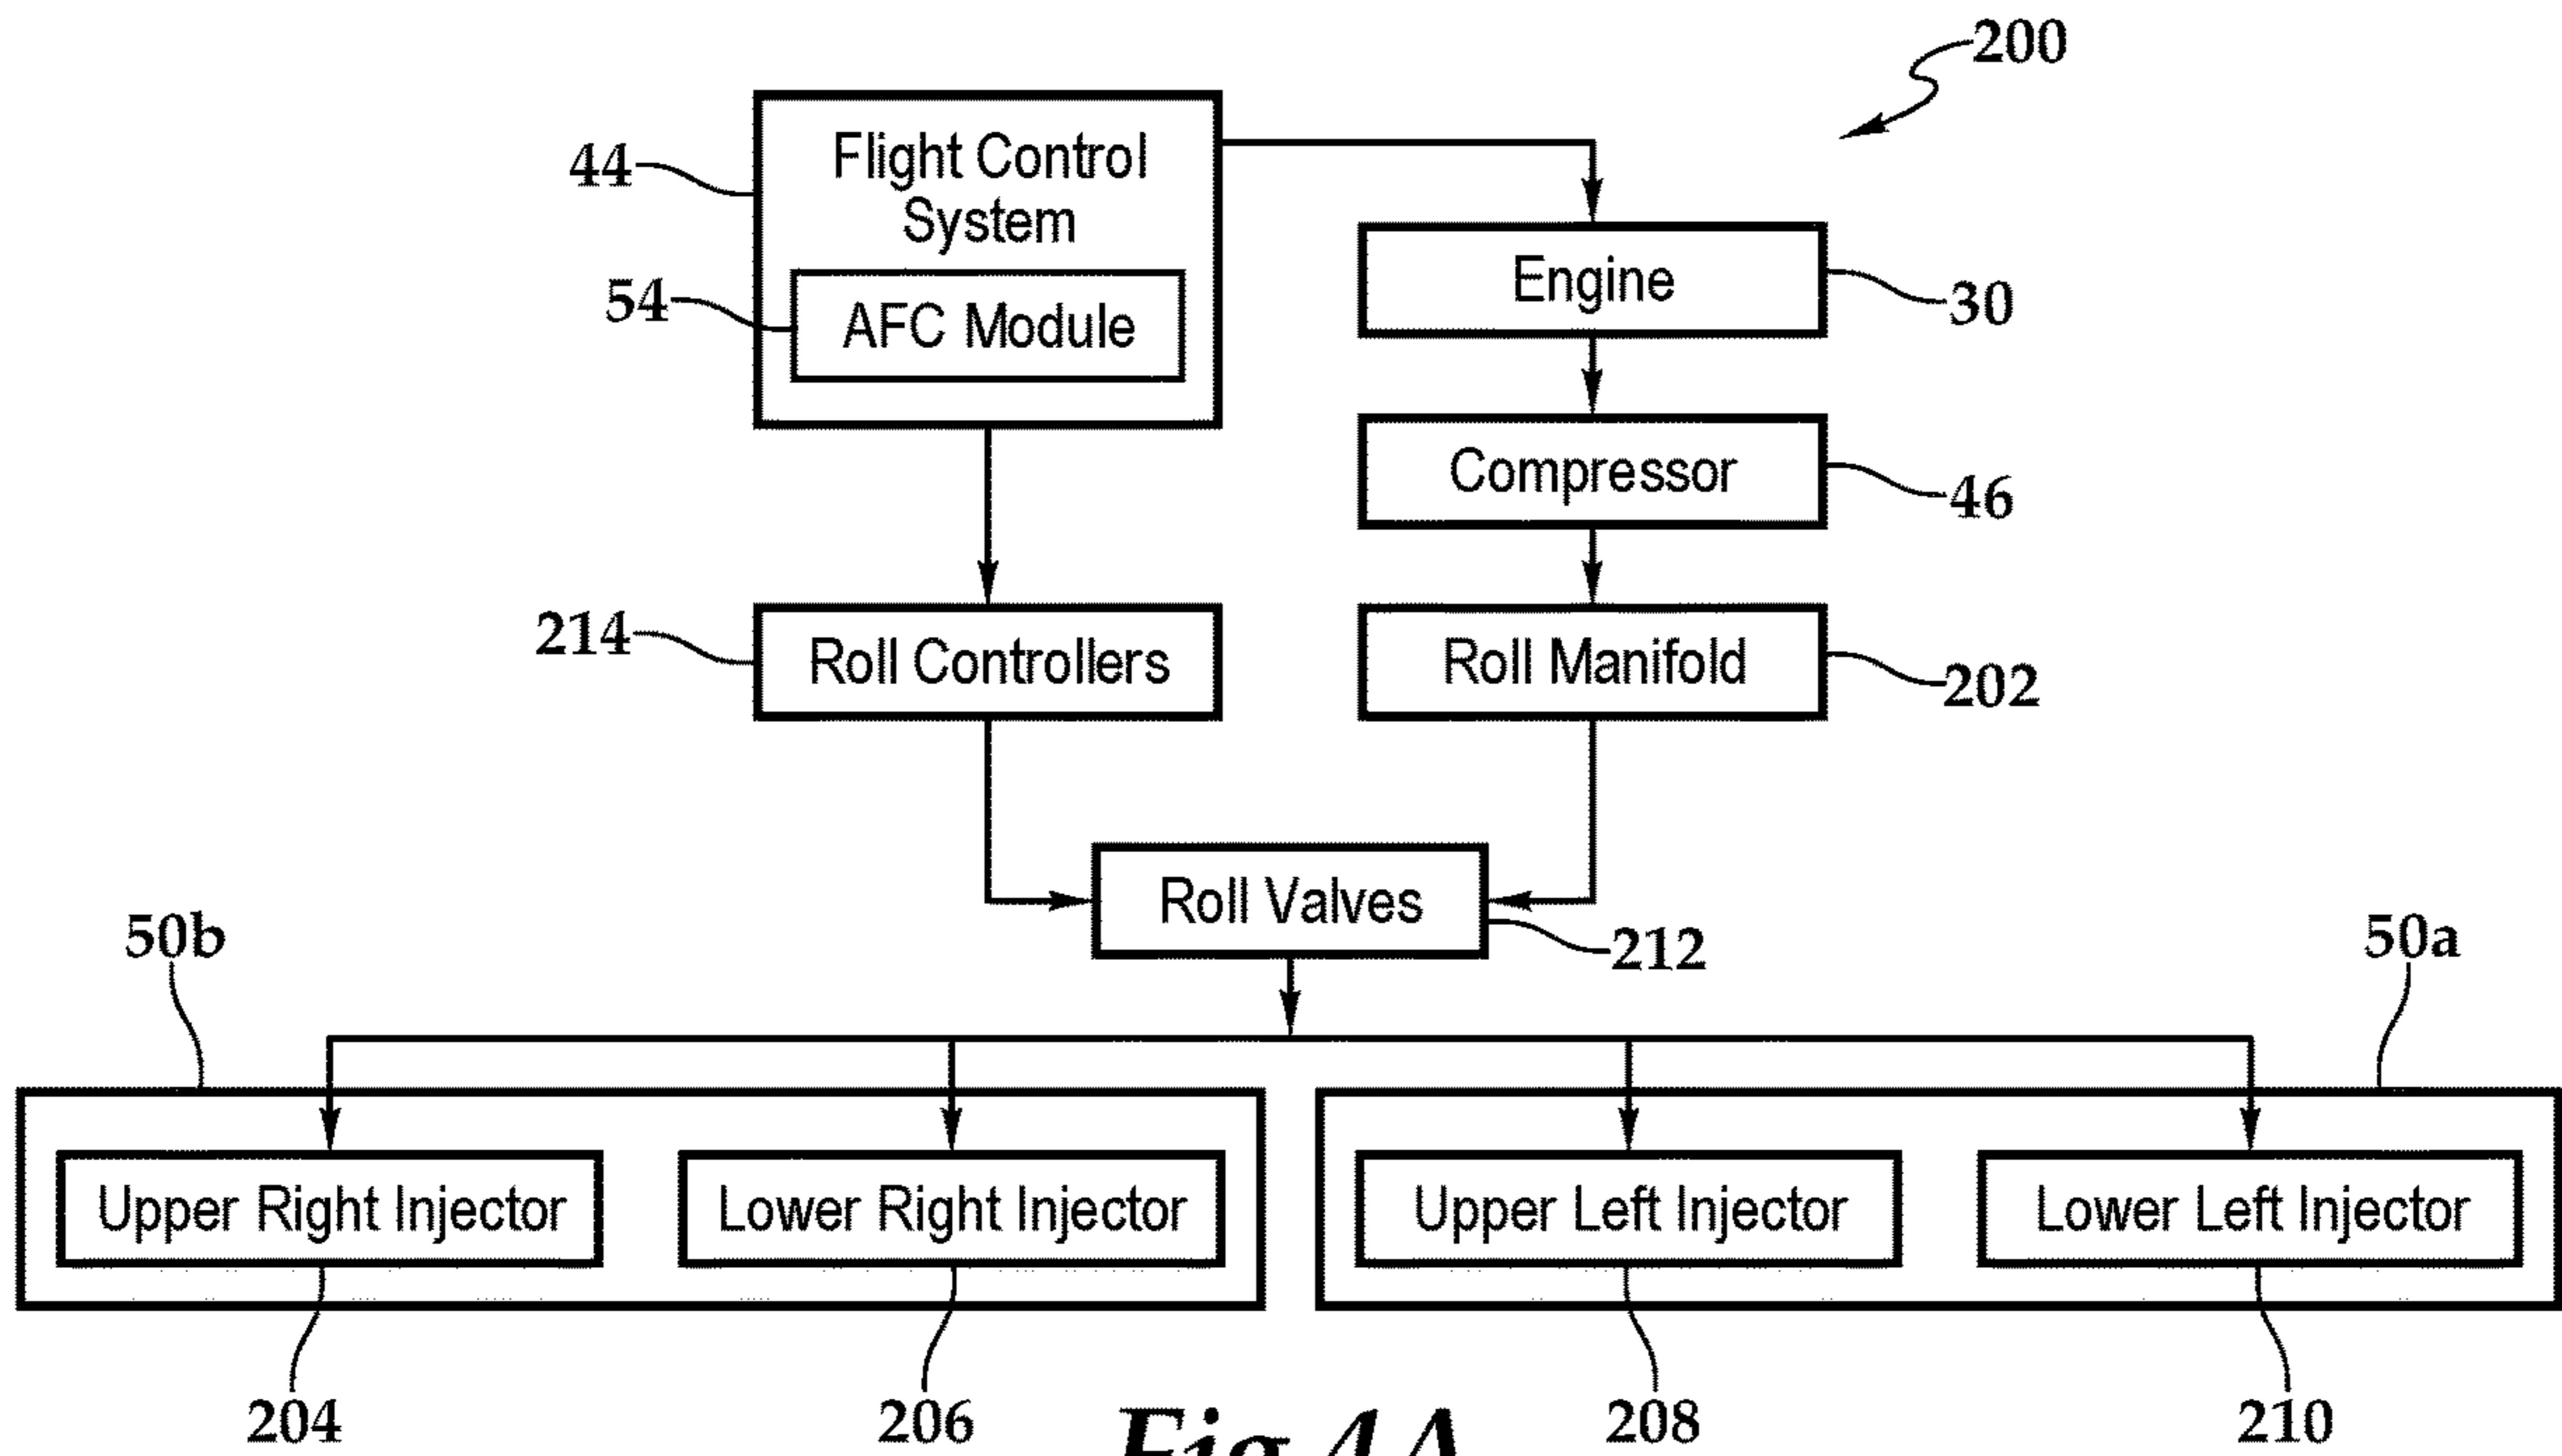 200
44
Flight Control
System
54
AFC Module
Engine
30
Compressor
46
214
Roll Controllers
Roll Manifold
202
Roll Valves
212
50b
50a
Upper Right Injector
Lower Right Injector
Upper Left Injector
Lower Left Injector
204
206
208
210
Fig.4A